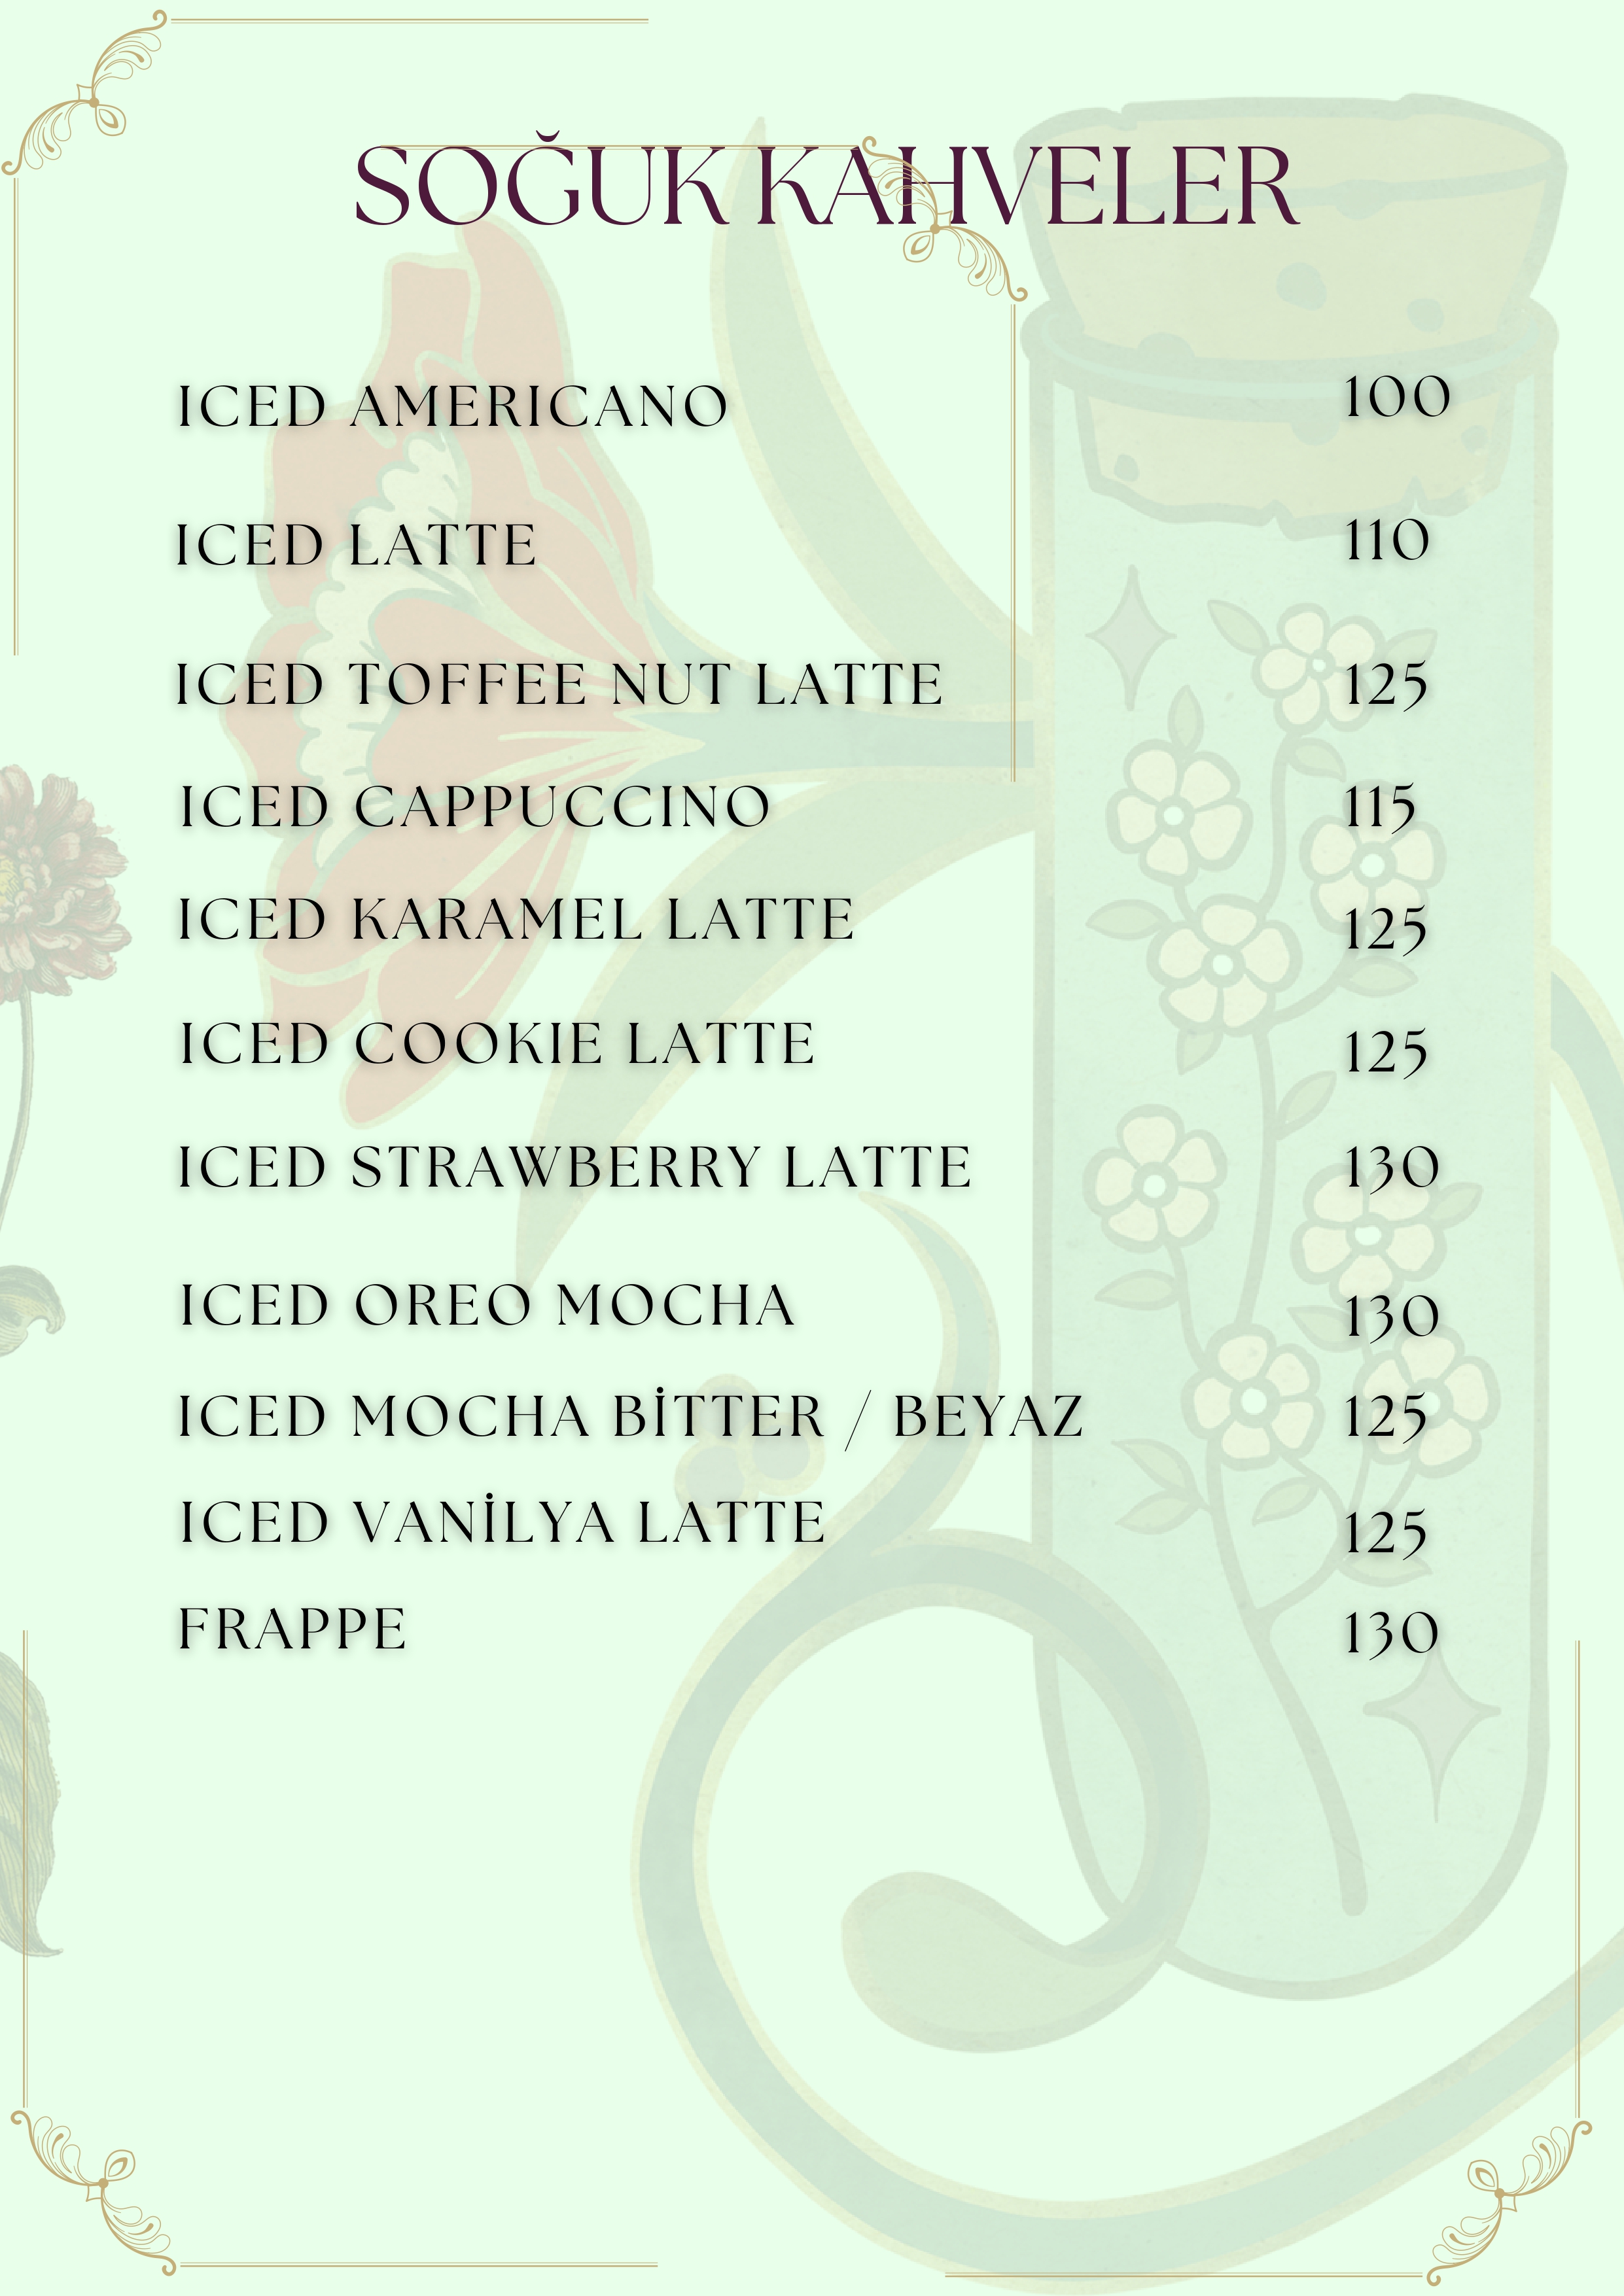 SOĞUK KAHVELER
ICED AMERICANO 100
ICED LATTE 110
ICED TOFFEE NUT LATTE 125
ICED CAPPUCCINO 115
ICED KARAMEL LATTE 125
ICED COOKIE LATTE 125
ICED STRAWBERRY LATTE 130
ICED OREO MOCHA 130
ICED MOCHA BİTTER / BEYAZ 125
ICED VANİLYA LATTE 125
FRAPPE 130